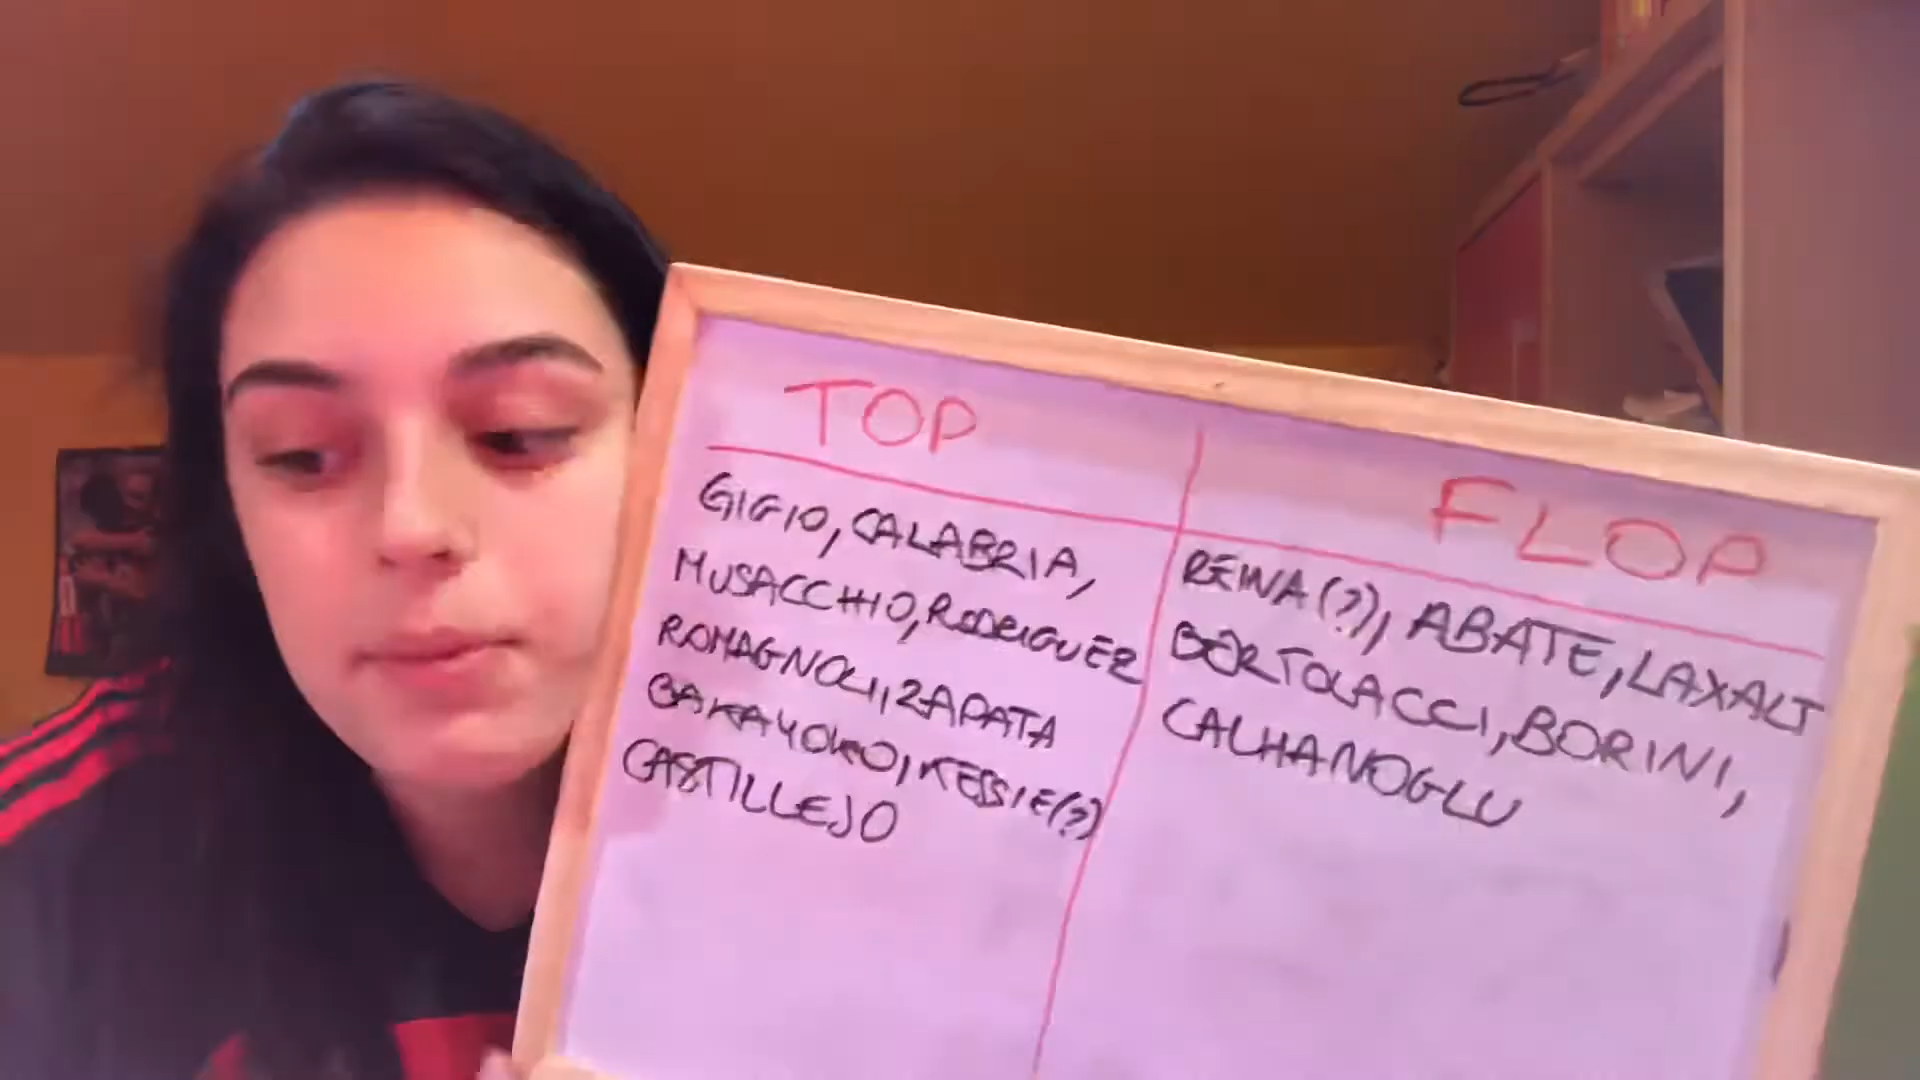 TOP
GIGIO, CALABRIA,
MUSACCHIO, RODRIGUEZ
ROMAGNOLI, ZAPATA
BAKAYOKO, KESSIE(?)
CASTILLEJO
FLOP
REINA(?), ABATE, LAXALT
BERTOLACCI, BORINI,
CALHANOGLU